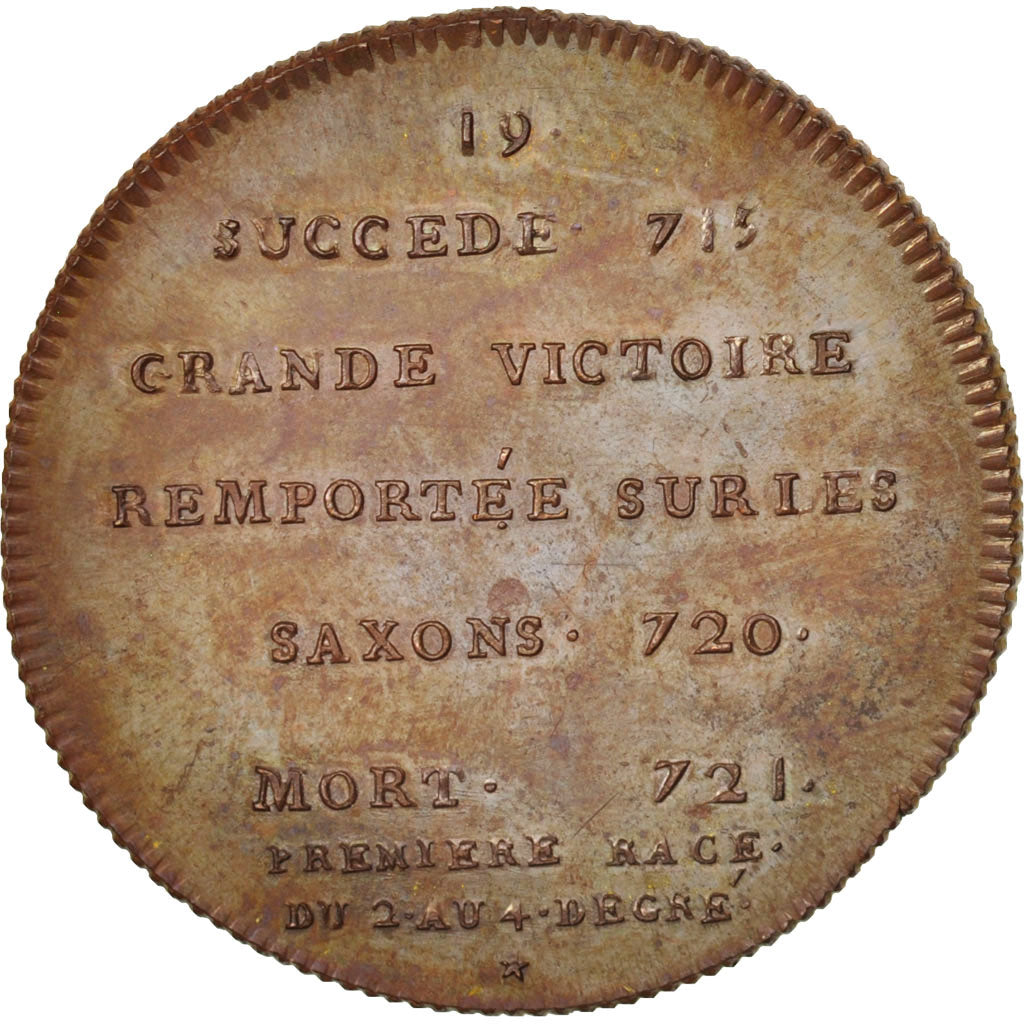 19.
SUCCEDE. 715
GRANDE VICTOIRE
REMPORTÉE SUR LES
SAXONS. 720.
MORT. 721.
PREMIERE RACE.
DU 2. AU 4. DEGRÉ.